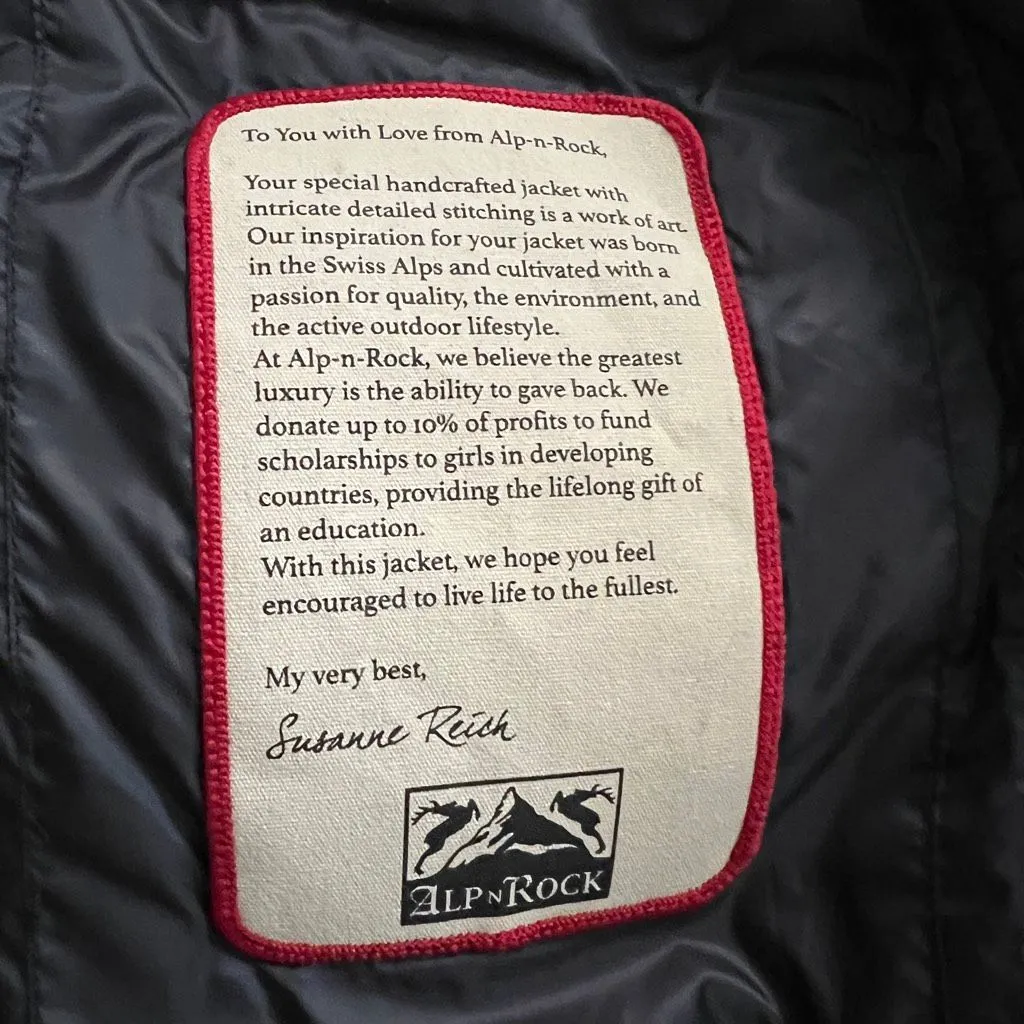 To You with Love from Alp-n-Rock,
Your special handcrafted jacket with
intricate detailed stitching is a work of art.
Our inspiration for your jacket was born
in the Swiss Alps and cultivated with a
passion for quality, the environment, and
the active outdoor lifestyle.
At Alp-n-Rock, we believe the greatest
luxury is the ability to gave back. We
donate up to 10% of profits to fund
scholarships to girls in developing
countries, providing the lifelong gift of
an education.
With this jacket, we hope you feel
encouraged to live life to the fullest.
My very best,
Susanne Reich
ALP N ROCK